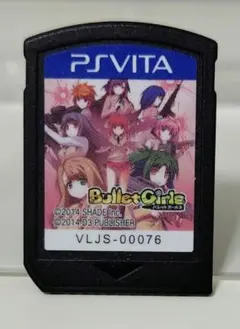 PSVITA
Bullet Girls
バレットガールズ
©2014 SHADE Inc.
©2014 D3 PUBLISHER
VLJS-00076